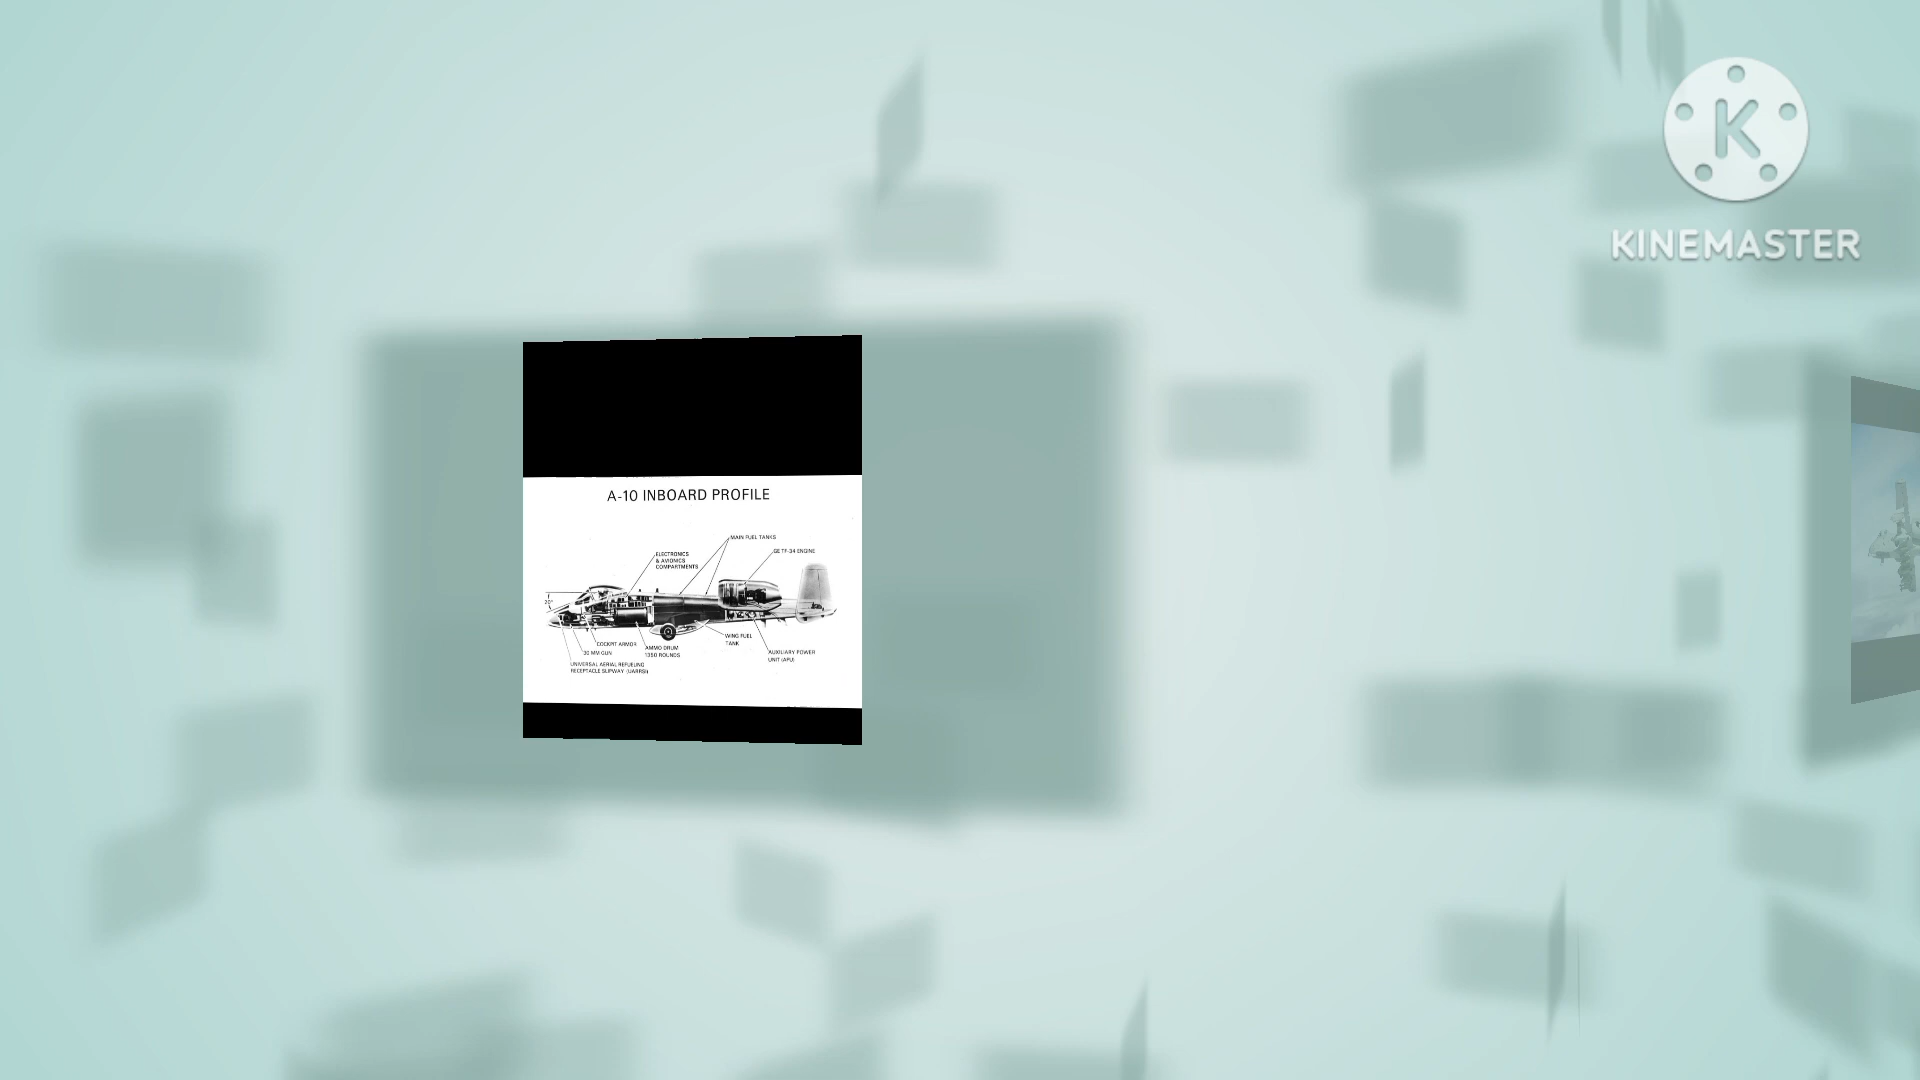 K
KINEMASTER
A-10 INBOARD PROFILE
MAIN FUEL TANKS
ELECTRONICS
& AVIONICS
COMPARTMENTS
GE TF-34 ENGINE
20°
COCKPIT ARMOR
30 MM GUN
AMMO DRUM
1350 ROUNDS
WING FUEL
TANK
AUXILIARY POWER
UNIT (APU)
UNIVERSAL AERIAL REFUELING
RECEPTACLE SLIPWAY (UARRSI)